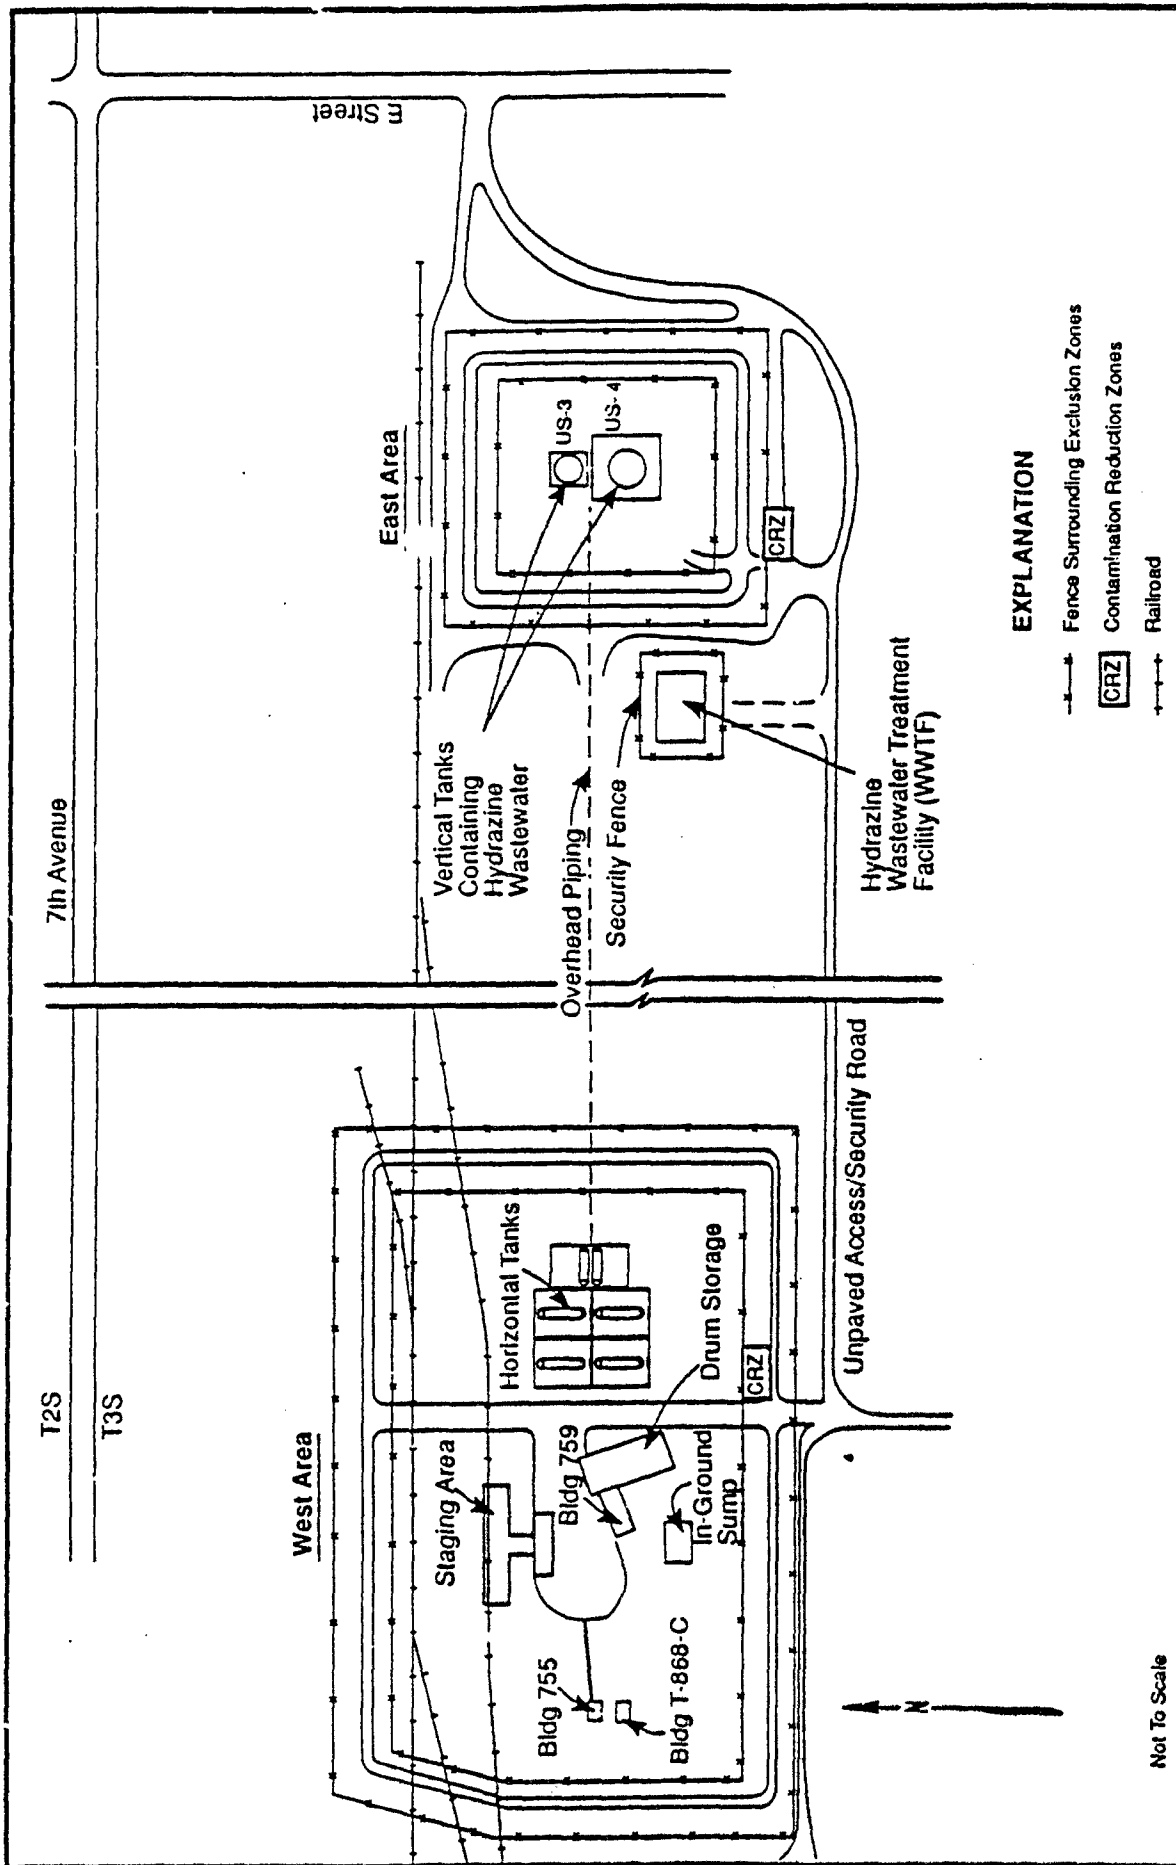 T2S
7th Avenue
T3S
E Street
West Area
East Area
Staging Area
Horizontal Tanks
Vertical Tanks
Containing
Hydrazine
Wastewater
US-3
US-4
Bldg 755
Bldg 759
Overhead Piping
Security Fence
Bldg T-868-C
In-Ground
Sump
Drum Storage
CRZ
CRZ
Unpaved Access/Security Road
Hydrazine
Wastewater Treatment
Facility (WWTF)
N
EXPLANATION
Fence Surrounding Exclusion Zones
CRZ Contamination Reduction Zones
Railroad
Not To Scale